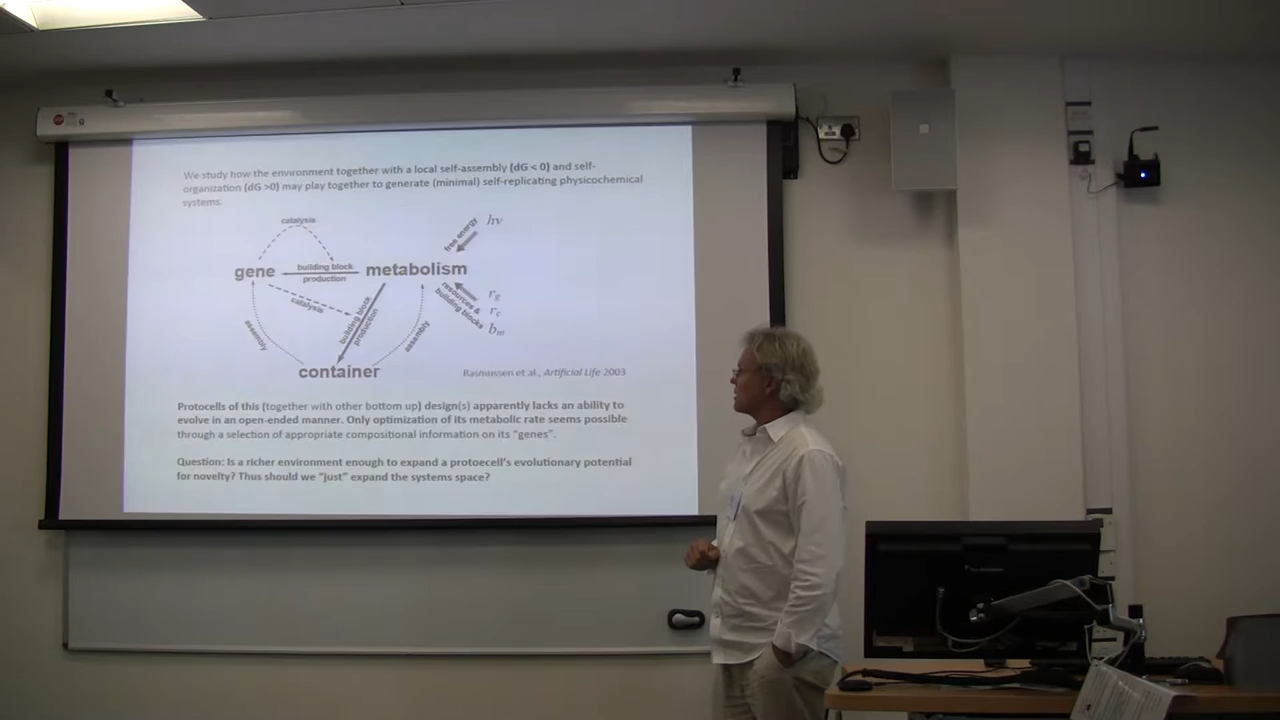 We study how the environment together with a local self-assembly (dG < 0) and self-
organization (dG >0) may play together to generate (minimal) self-replicating physicochemical
systems.
catalysis
hν
free energy
gene
building block
production
metabolism
catalysis
building block
production
resources &
building blocks
r_g
r_c
b_m
assembly
assembly
container
Rasmussen et al., Artificial Life 2003
Protocells of this (together with other bottom up) design(s) apparently lacks an ability to
evolve in an open-ended manner. Only optimization of its metabolic rate seems possible
through a selection of appropriate compositional information on its "genes".
Question: Is a richer environment enough to expand a protoecell's evolutionary potential
for novelty? Thus should we "just" expand the systems space?